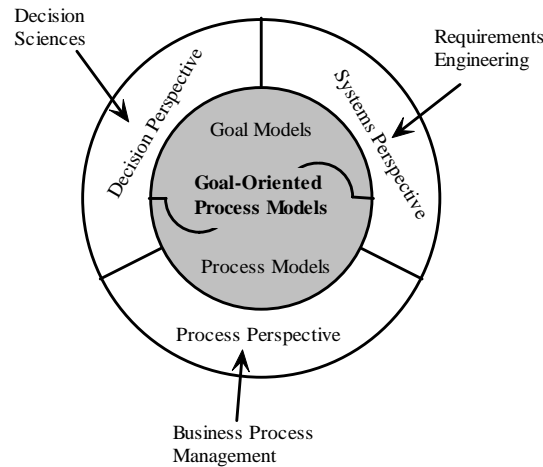 Decision
Sciences
Requirements
Engineering
Decision Perspective
Systems Perspective
Goal Models
Goal-Oriented
Process Models
Process Models
Process Perspective
Business Process
Management